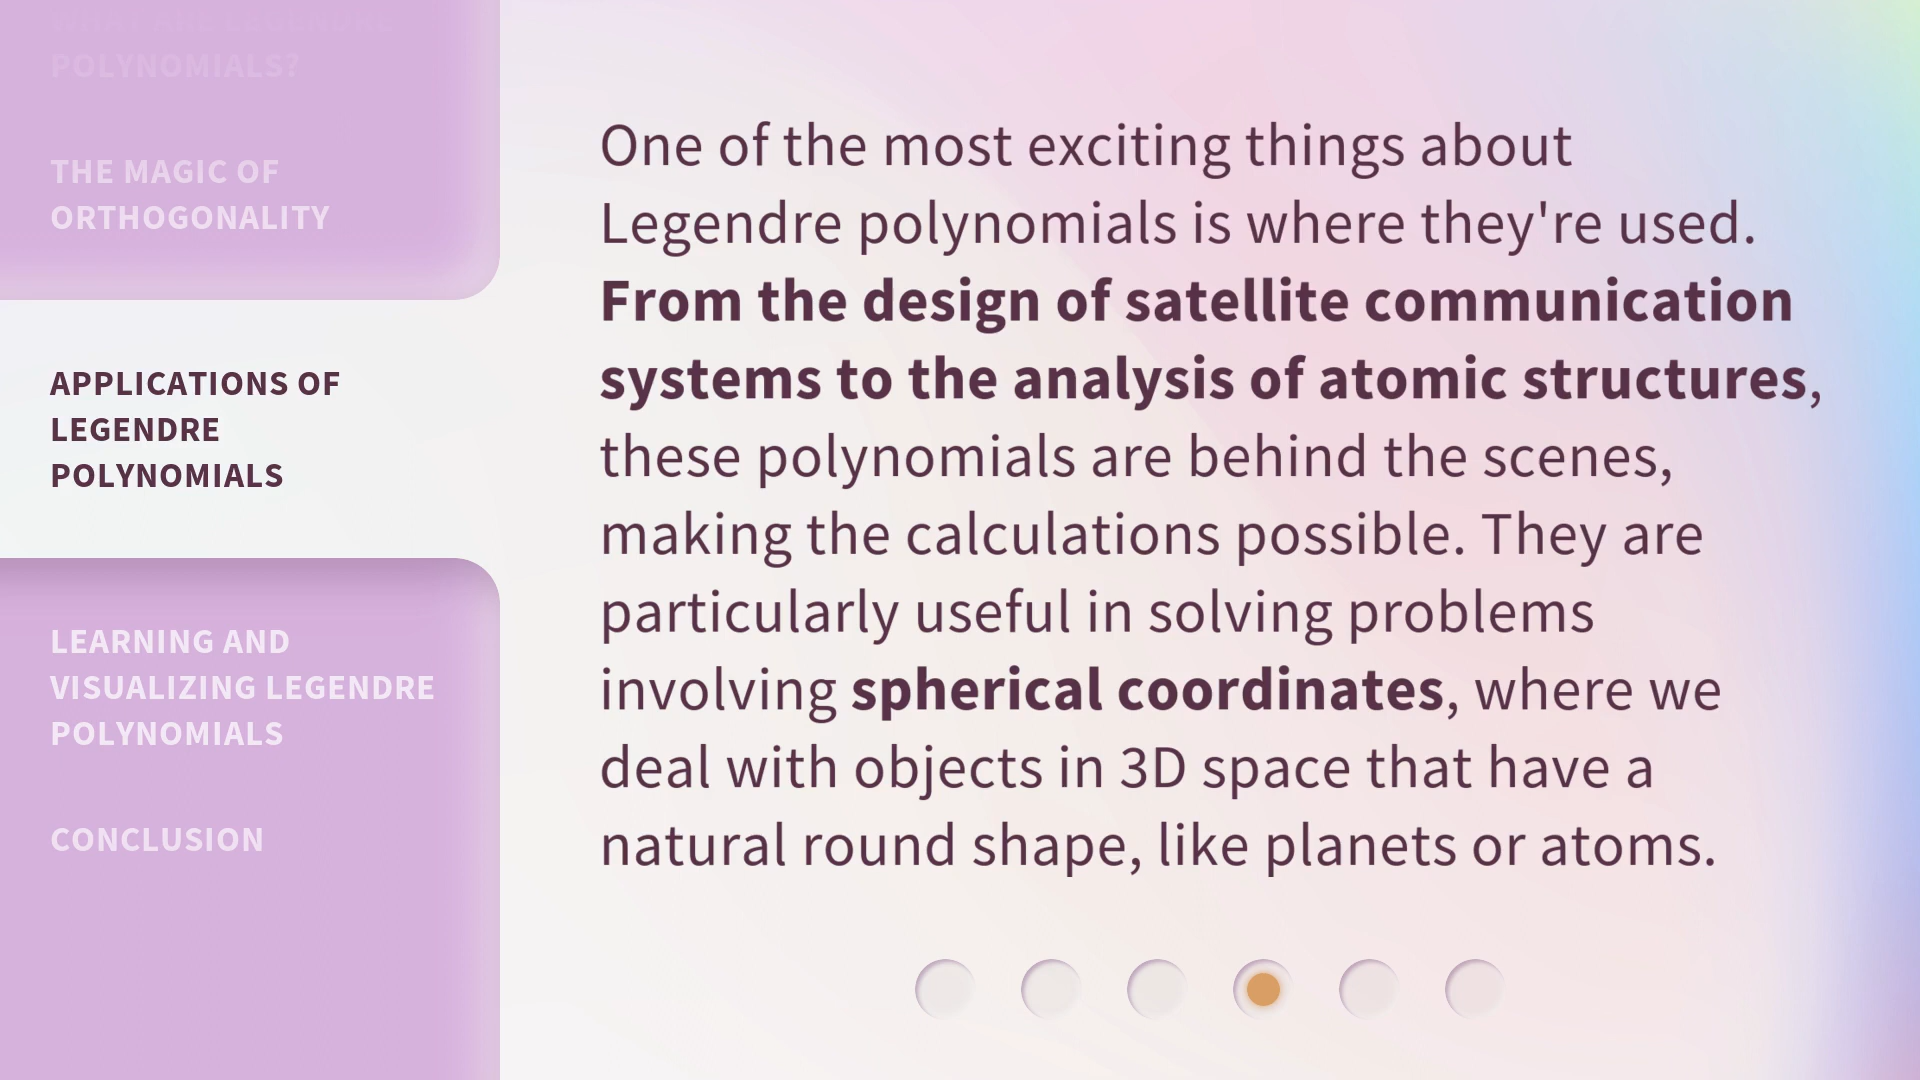 WHAT ARE LEGENDRE
POLYNOMIALS?
THE MAGIC OF
ORTHOGONALITY
APPLICATIONS OF
LEGENDRE
POLYNOMIALS
LEARNING AND
VISUALIZING LEGENDRE
POLYNOMIALS
CONCLUSION
One of the most exciting things about
Legendre polynomials is where they're used.
From the design of satellite communication
systems to the analysis of atomic structures,
these polynomials are behind the scenes,
making the calculations possible. They are
particularly useful in solving problems
involving spherical coordinates, where we
deal with objects in 3D space that have a
natural round shape, like planets or atoms.